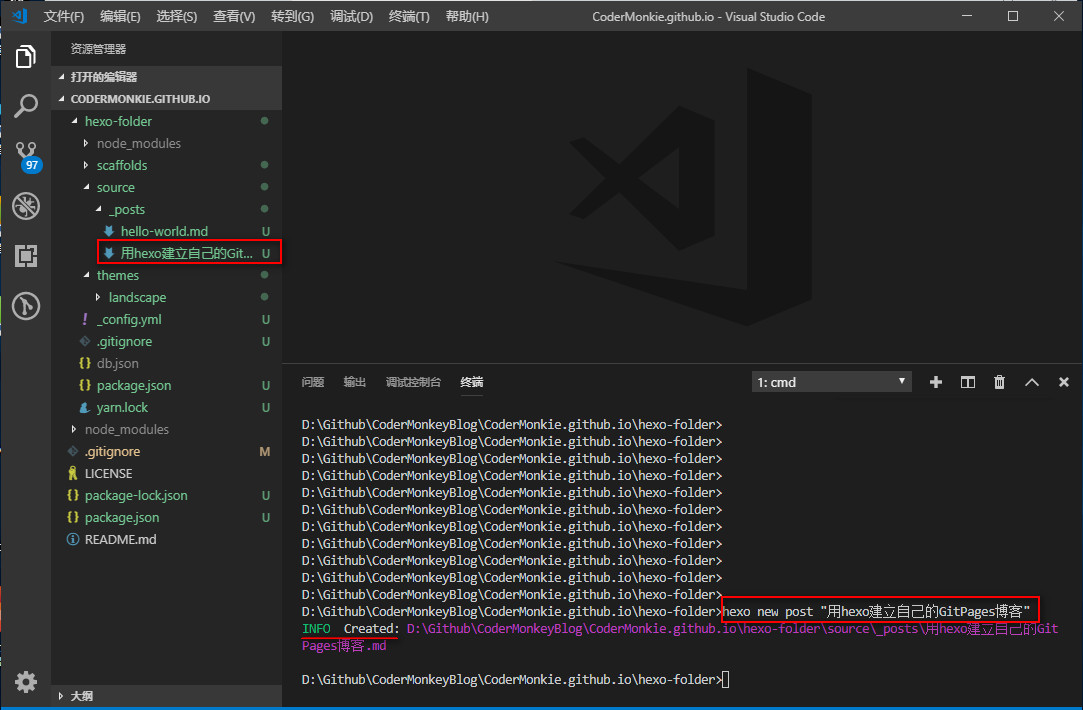 文件(F) 编辑(E) 选择(S) 查看(V) 转到(G) 调试(D) 终端(T) 帮助(H) CoderMonkie.github.io - Visual Studio Code
资源管理器
打开的编辑器
CODERMONKIE.GITHUB.IO
hexo-folder
node_modules
97
scaffolds
source
_posts
hello-world.md U
用hexo建立自己的Git... U
themes
landscape
! _config.yml U
.gitignore U
{} db.json
{} package.json U
yarn.lock U
node_modules
.gitignore M
LICENSE
{} package-lock.json U
{} package.json U
README.md
大纲
问题 输出 调试控制台 终端 1: cmd
D:\Github\CoderMonkeyBlog\CoderMonkie.github.io\hexo-folder>
D:\Github\CoderMonkeyBlog\CoderMonkie.github.io\hexo-folder>
D:\Github\CoderMonkeyBlog\CoderMonkie.github.io\hexo-folder>
D:\Github\CoderMonkeyBlog\CoderMonkie.github.io\hexo-folder>
D:\Github\CoderMonkeyBlog\CoderMonkie.github.io\hexo-folder>
D:\Github\CoderMonkeyBlog\CoderMonkie.github.io\hexo-folder>
D:\Github\CoderMonkeyBlog\CoderMonkie.github.io\hexo-folder>
D:\Github\CoderMonkeyBlog\CoderMonkie.github.io\hexo-folder>
D:\Github\CoderMonkeyBlog\CoderMonkie.github.io\hexo-folder>
D:\Github\CoderMonkeyBlog\CoderMonkie.github.io\hexo-folder>
D:\Github\CoderMonkeyBlog\CoderMonkie.github.io\hexo-folder>
D:\Github\CoderMonkeyBlog\CoderMonkie.github.io\hexo-folder>hexo new post "用hexo建立自己的GitPages博客"
INFO  Created: D:\Github\CoderMonkeyBlog\CoderMonkie.github.io\hexo-folder\source\_posts\用hexo建立自己的Git
Pages博客.md
D:\Github\CoderMonkeyBlog\CoderMonkie.github.io\hexo-folder>